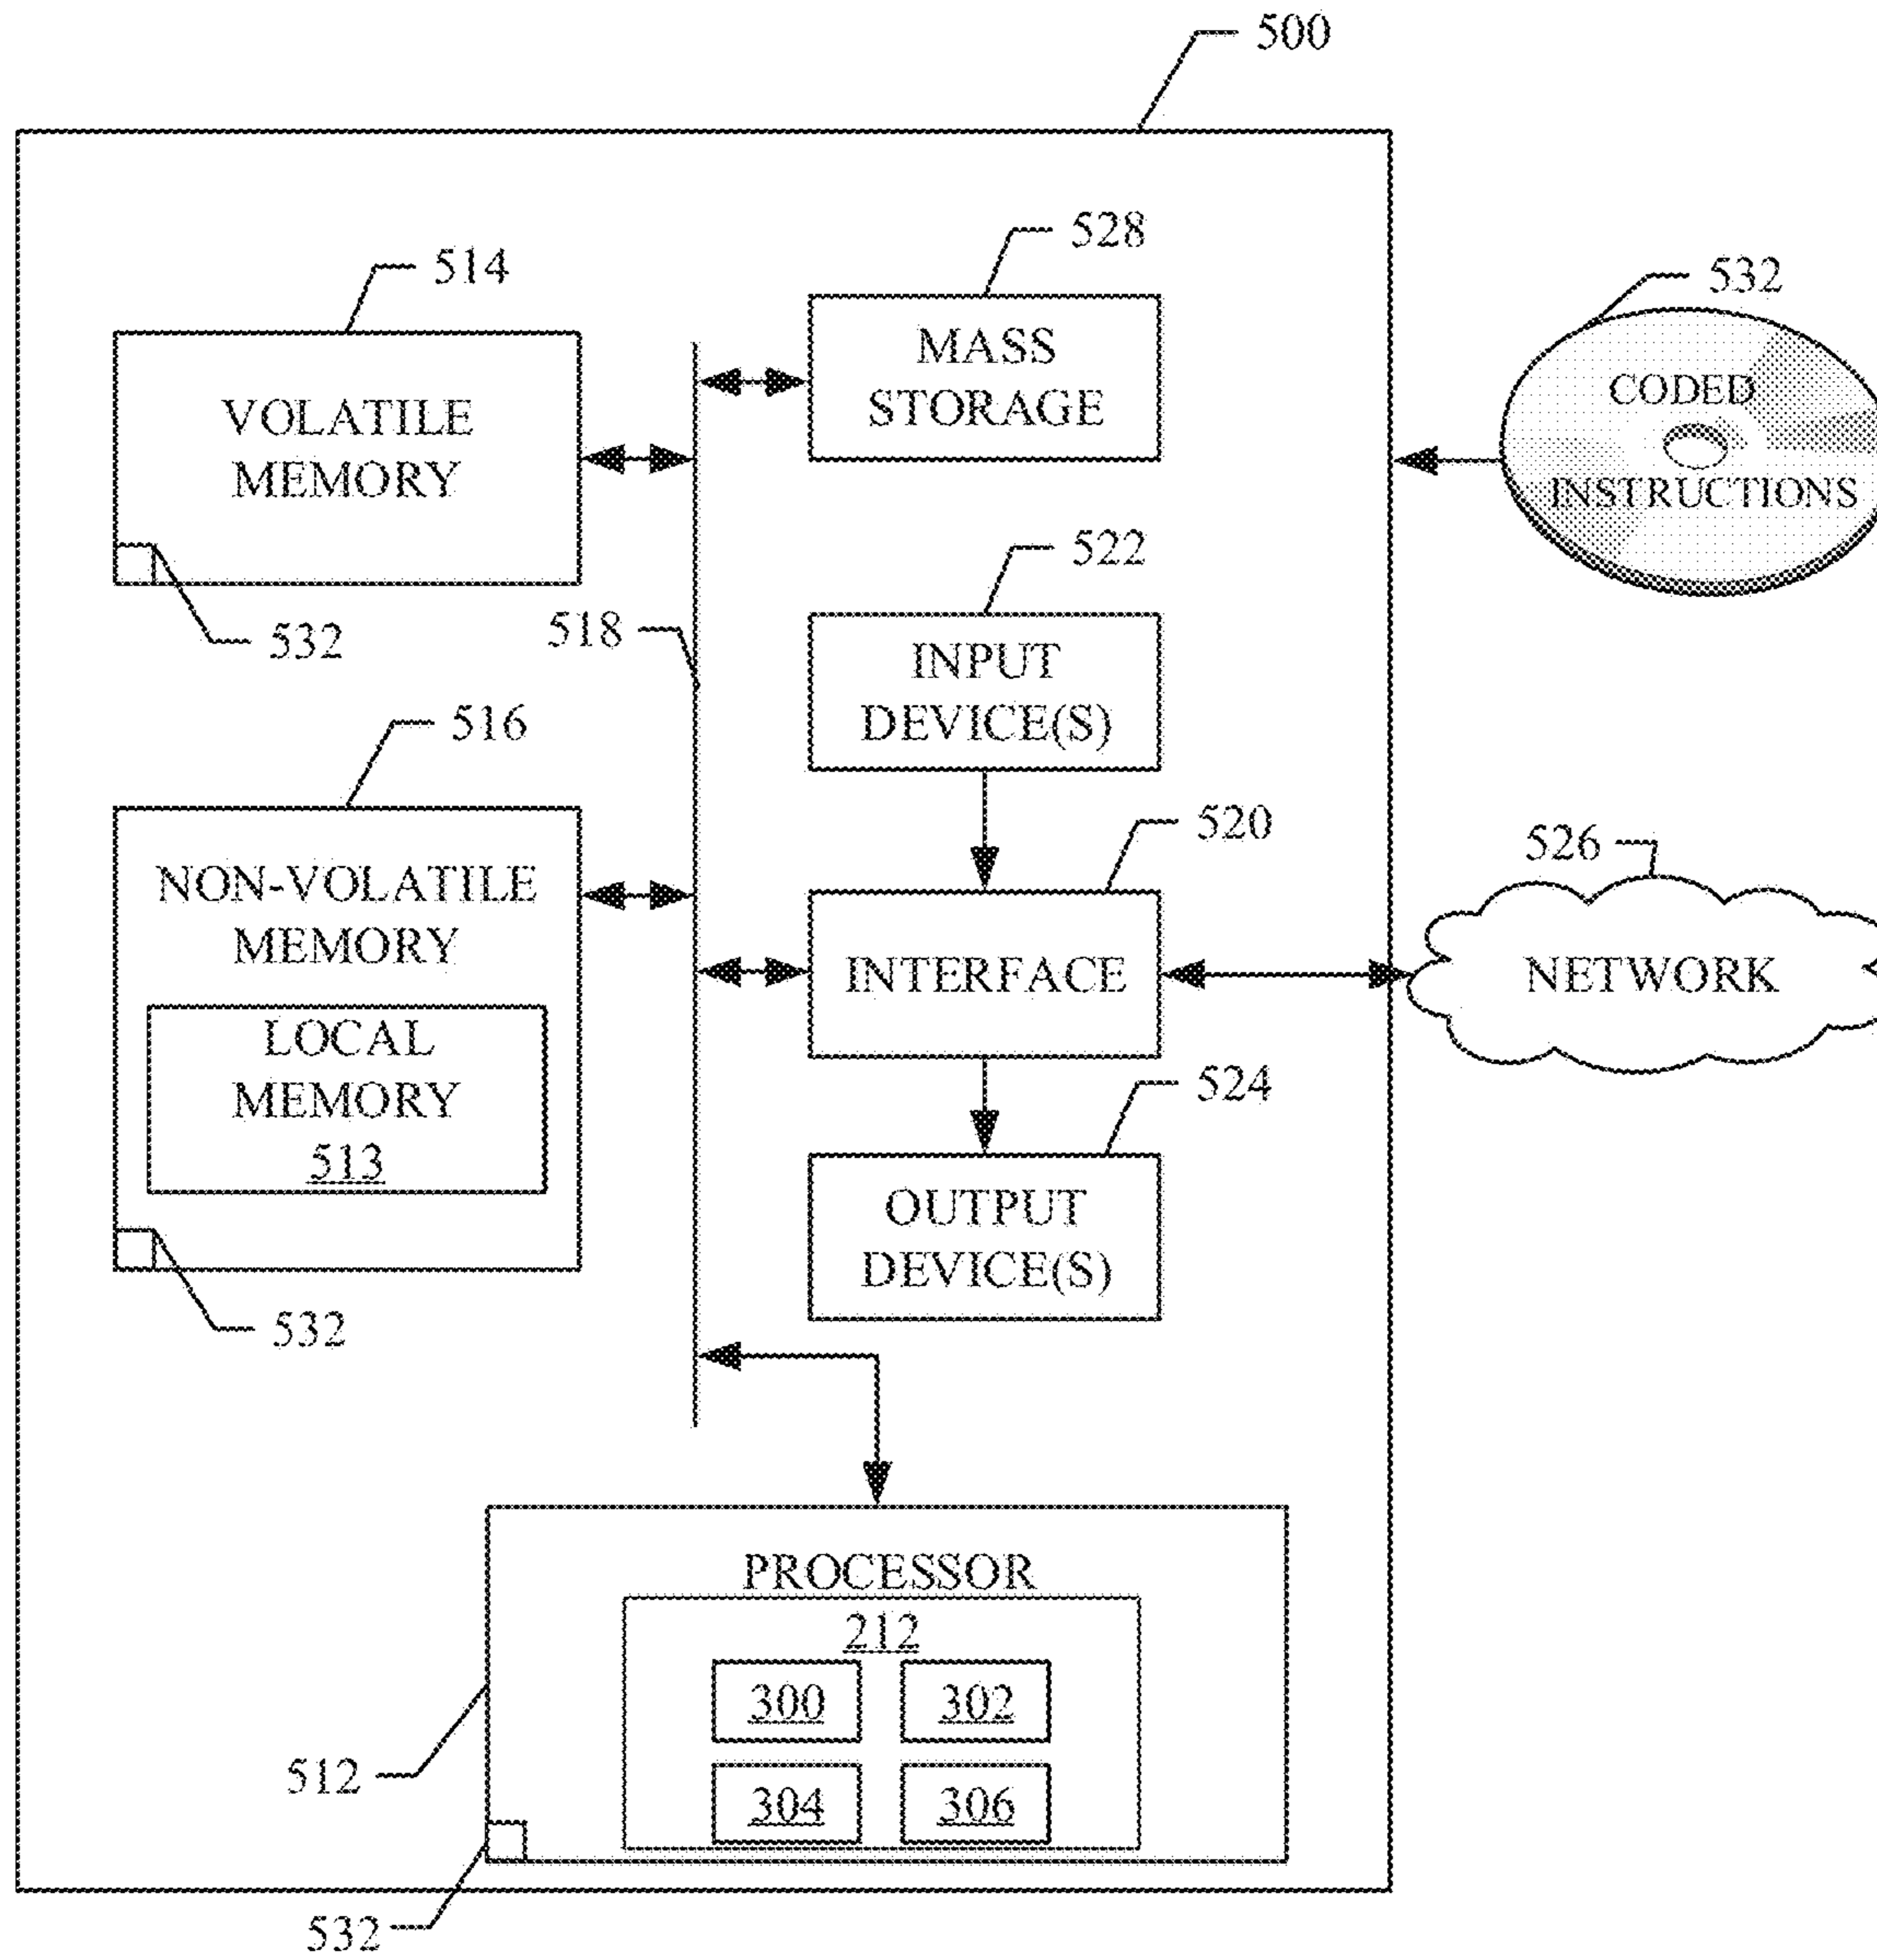 500
528
514
532
MASS
STORAGE
VOLATILE
MEMORY
CODED
INSTRUCTIONS
522
532
518
INPUT
DEVICE(S)
516
520
526
NON-VOLATILE
MEMORY
INTERFACE
NETWORK
LOCAL
MEMORY
513
524
OUTPUT
DEVICE(S)
532
PROCESSOR
212
300
302
512
304
306
532